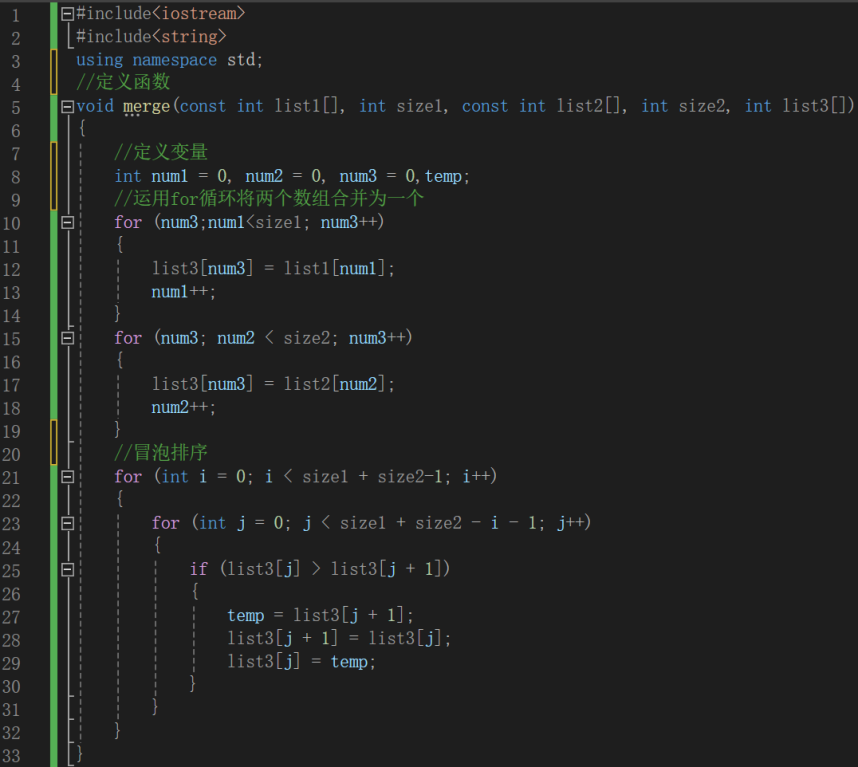 1 #include<iostream>
2 #include<string>
3 using namespace std;
4 //定义函数
5 void merge(const int list1[], int size1, const int list2[], int size2, int list3[])
6 {
7 //定义变量
8 int num1 = 0, num2 = 0, num3 = 0,temp;
9 //运用for循环将两个数组合并为一个
10 for (num3;num1<size1; num3++)
11 {
12 list3[num3] = list1[num1];
13 num1++;
14 }
15 for (num3; num2 < size2; num3++)
16 {
17 list3[num3] = list2[num2];
18 num2++;
19 }
20 //冒泡排序
21 for (int i = 0; i < size1 + size2-1; i++)
22 {
23 for (int j = 0; j < size1 + size2 - i - 1; j++)
24 {
25 if (list3[j] > list3[j + 1])
26 {
27 temp = list3[j + 1];
28 list3[j + 1] = list3[j];
29 list3[j] = temp;
30 }
31 }
32 }
33 }